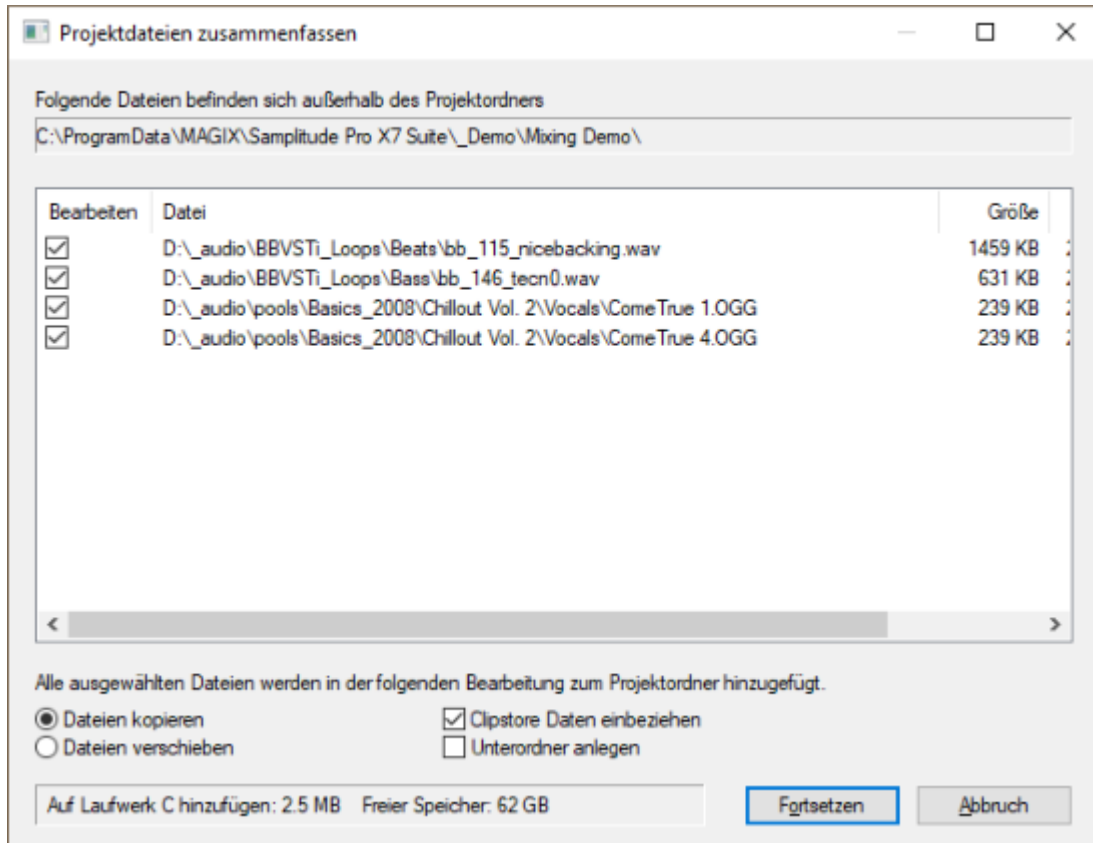 Projektdateien zusammenfassen
Folgende Dateien befinden sich außerhalb des Projektordners
C:\ProgramData\MAGIX\Samplitude Pro X7 Suite\_Demo\Mixing Demo\
Bearbeiten Datei Größe
D:\_audio\BBVSTi_Loops\Beats\bb_115_nicebacking.wav 1459 KB
D:\_audio\BBVSTi_Loops\Bass\bb_146_tecn0.wav 631 KB
D:\_audio\pools\Basics_2008\Chillout Vol. 2\Vocals\ComeTrue 1.OGG 239 KB
D:\_audio\pools\Basics_2008\Chillout Vol. 2\Vocals\ComeTrue 4.OGG 239 KB
Alle ausgewählten Dateien werden in der folgenden Bearbeitung zum Projektordner hinzugefügt.
Dateien kopieren Clipstore Daten einbeziehen
Dateien verschieben Unterordner anlegen
Auf Laufwerk C hinzufügen: 2.5 MB Freier Speicher: 62 GB Fortsetzen Abbruch